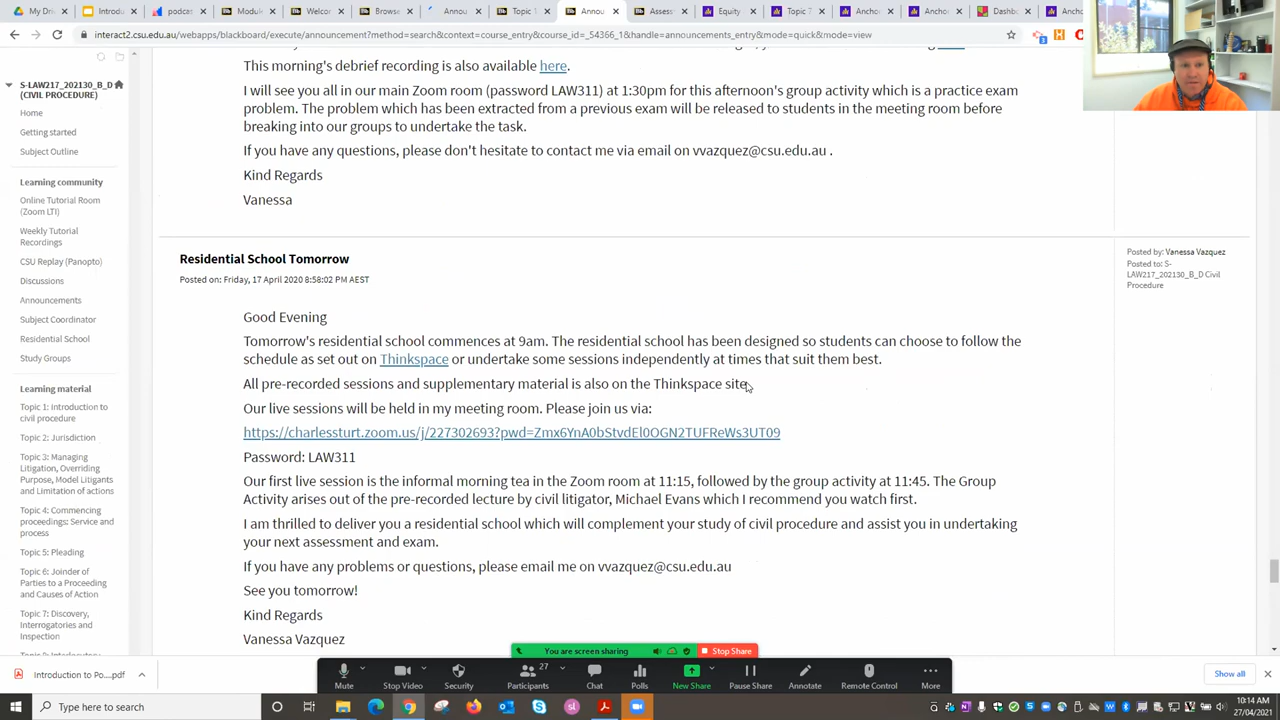 My Dri
Introdu
podcas
Module
Welcom
Browse
Annou
Topic 1
Annou
Assess
Equity
Topic 7
Anchor
Anchor
Dashb
Anchor
interact2.csu.edu.au/webapps/blackboard/execute/announcement?method=search&context=course_entry&course_id=_54366_1&handle=announcements_entry&mode=quick&mode=view
S-LAW217_202130_B_D
(CIVIL PROCEDURE)
Home
Getting started
Subject Outline
Learning community
Online Tutorial Room
(Zoom LTI)
Weekly Tutorial
Recordings
CSU Replay (Panopto)
Discussions
Announcements
Subject Coordinator
Residential School
Study Groups
Learning material
Topic 1: Introduction to
civil procedure
Topic 2: Jurisdiction
Topic 3: Managing
Litigation, Overriding
Purpose, Model Litigants
and Limitation of actions
Topic 4: Commencing
proceedings: Service and
process
Topic 5: Pleading
Topic 6: Joinder of
Parties to a Proceeding
and Causes of Action
Topic 7: Discovery,
Interrogatories and
Inspection
This morning's debrief recording is also available here.
I will see you all in our main Zoom room (password LAW311) at 1:30pm for this afternoon's group activity which is a practice exam
problem. The problem which has been extracted from a previous exam will be released to students in the meeting room before
breaking into our groups to undertake the task.
If you have any questions, please don't hesitate to contact me via email on vvazquez@csu.edu.au .
Kind Regards
Vanessa
Residential School Tomorrow
Posted on: Friday, 17 April 2020 8:58:02 PM AEST
Posted by: Vanessa Vazquez
Posted to: S-
LAW217_202130_B_D Civil
Procedure
Good Evening
Tomorrow's residential school commences at 9am. The residential school has been designed so students can choose to follow the
schedule as set out on Thinkspace or undertake some sessions independently at times that suit them best.
All pre-recorded sessions and supplementary material is also on the Thinkspace site.
Our live sessions will be held in my meeting room. Please join us via:
https://charlessturt.zoom.us/j/227302693?pwd=Zmx6YnA0bStvdEl0OGN2TUFReWs3UT09
Password: LAW311
Our first live session is the informal morning tea in the Zoom room at 11:15, followed by the group activity at 11:45. The Group
Activity arises out of the pre-recorded lecture by civil litigator, Michael Evans which I recommend you watch first.
I am thrilled to deliver you a residential school which will complement your study of civil procedure and assist you in undertaking
your next assessment and exam.
If you have any problems or questions, please email me on vvazquez@csu.edu.au
See you tomorrow!
Kind Regards
Vanessa Vazquez
You are screen sharing
Stop Share
Introduction to Po....pdf
Show all
Mute
Stop Video
Security
27
Participants
Chat
Polls
New Share
Pause Share
Annotate
Remote Control
More
Type here to search
10:14 AM
27/04/2021